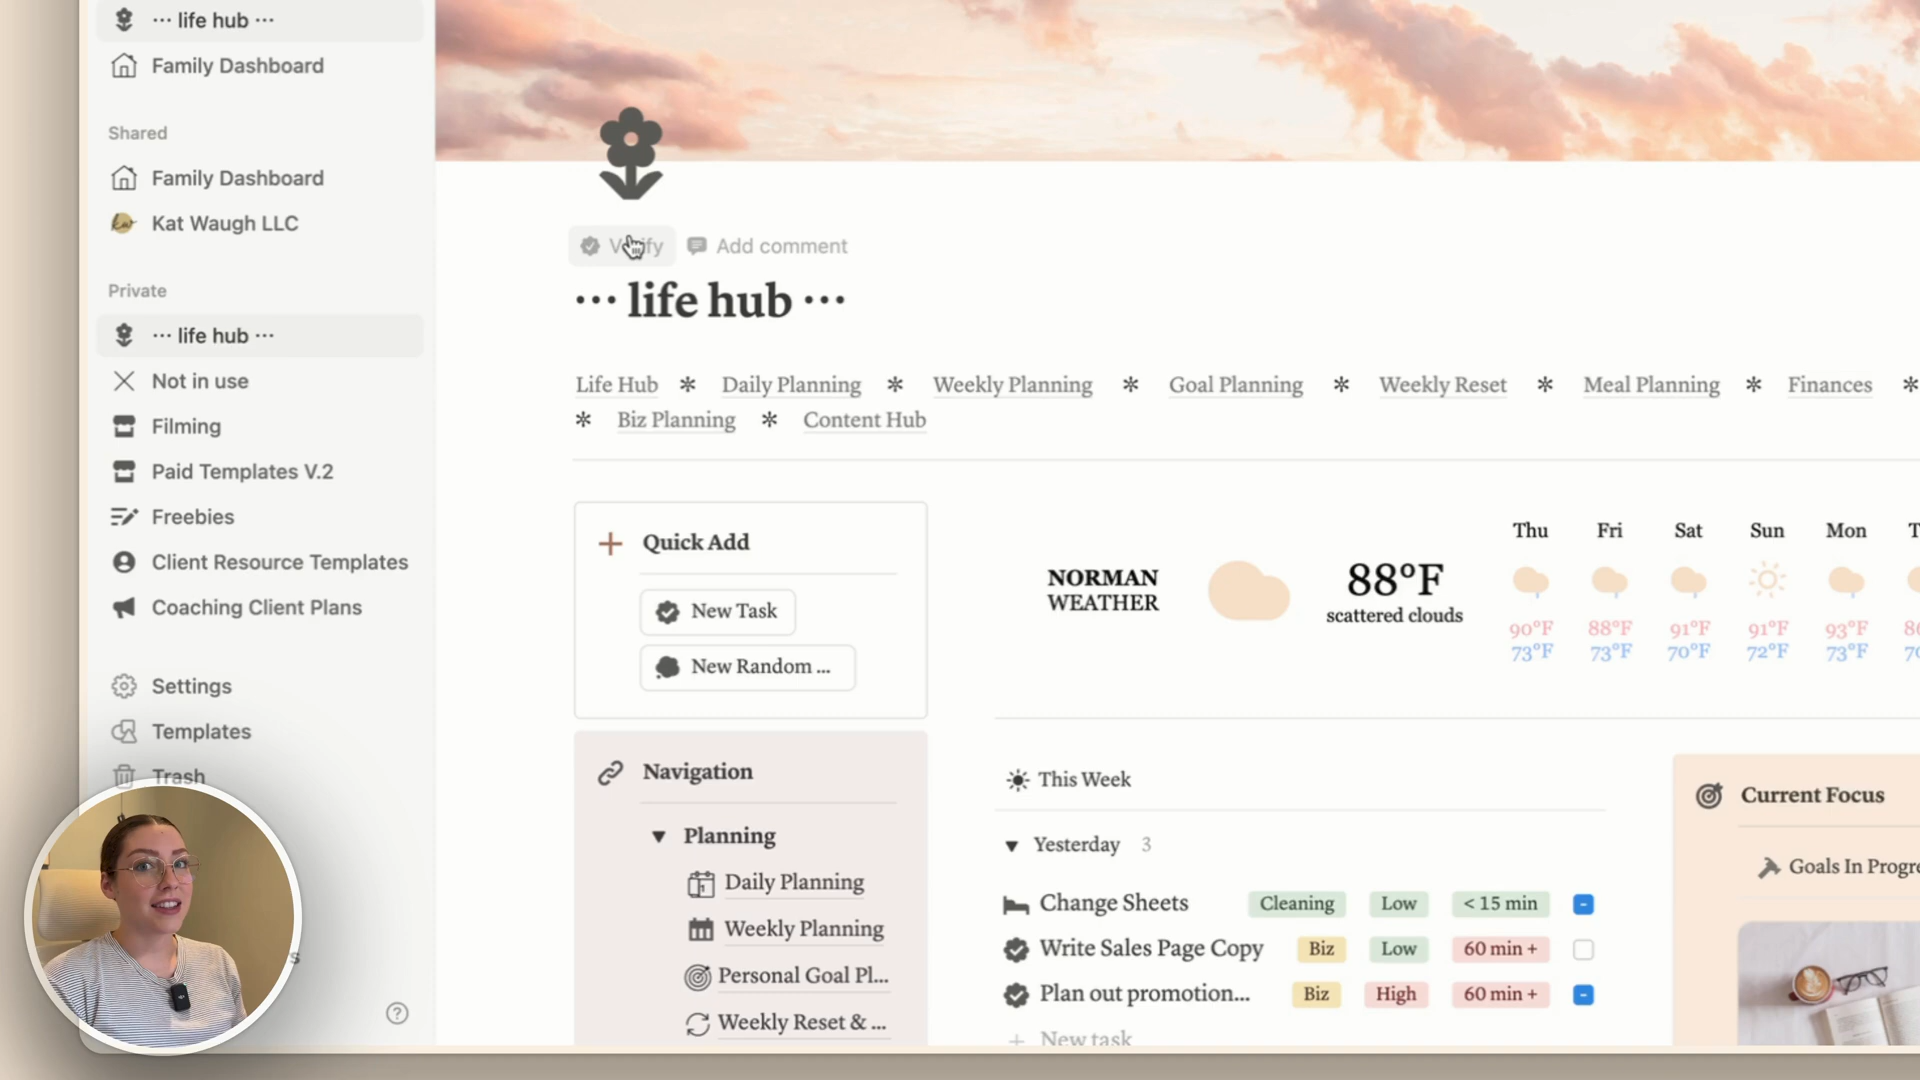 ··· life hub ···
Family Dashboard
Shared
Family Dashboard
Kat Waugh LLC
Private
··· life hub ···
Not in use
Filming
Paid Templates V.2
Freebies
Client Resource Templates
Coaching Client Plans
Settings
Templates
Trash
Add comment
··· life hub ···
Life Hub * Daily Planning * Weekly Planning * Goal Planning * Weekly Reset * Meal Planning * Finances *
* Biz Planning * Content Hub
Quick Add
New Task
New Random ...
Navigation
Planning
Daily Planning
Weekly Planning
Personal Goal Pl...
Weekly Reset & ...
NORMAN
WEATHER
88°F
scattered clouds
Thu Fri Sat Sun Mon
90°F 88°F 91°F 91°F 93°F
73°F 73°F 70°F 72°F 73°F
This Week
Yesterday 3
Change Sheets Cleaning Low < 15 min
Write Sales Page Copy Biz Low 60 min +
Plan out promotion... Biz High 60 min +
+ New task
Current Focus
Goals In Progre